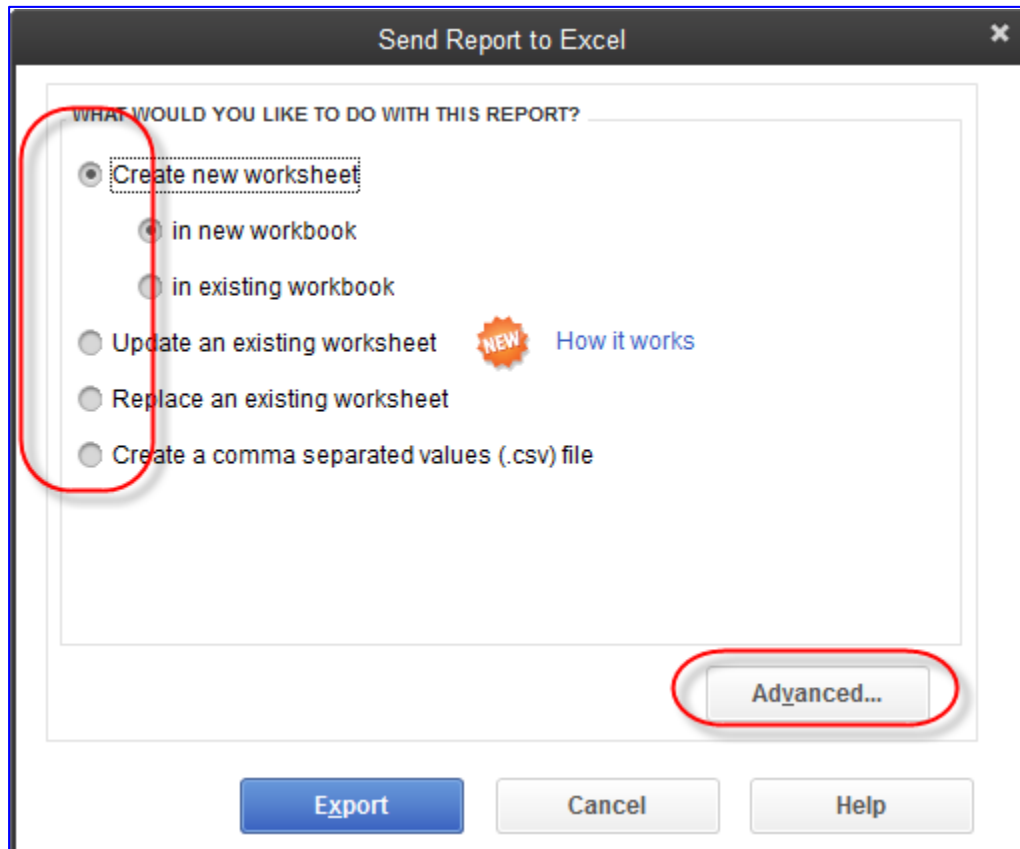 Send Report to Excel
WHAT WOULD YOU LIKE TO DO WITH THIS REPORT?
Create new worksheet
in new workbook
in existing workbook
Update an existing worksheet NEW How it works
Replace an existing worksheet
Create a comma separated values (.csv) file
Advanced...
Export Cancel Help